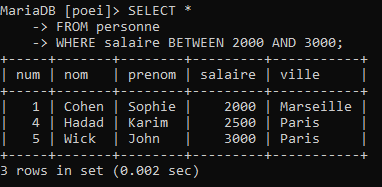 MariaDB [poei]> SELECT *
    -> FROM personne
    -> WHERE salaire BETWEEN 2000 AND 3000;
+-----+-------+--------+---------+-----------+
| num | nom   | prenom | salaire | ville     |
+-----+-------+--------+---------+-----------+
|   1 | Cohen | Sophie |    2000 | Marseille |
|   4 | Hadad | Karim  |    2500 | Paris     |
|   5 | Wick  | John   |    3000 | Paris     |
+-----+-------+--------+---------+-----------+
3 rows in set (0.002 sec)